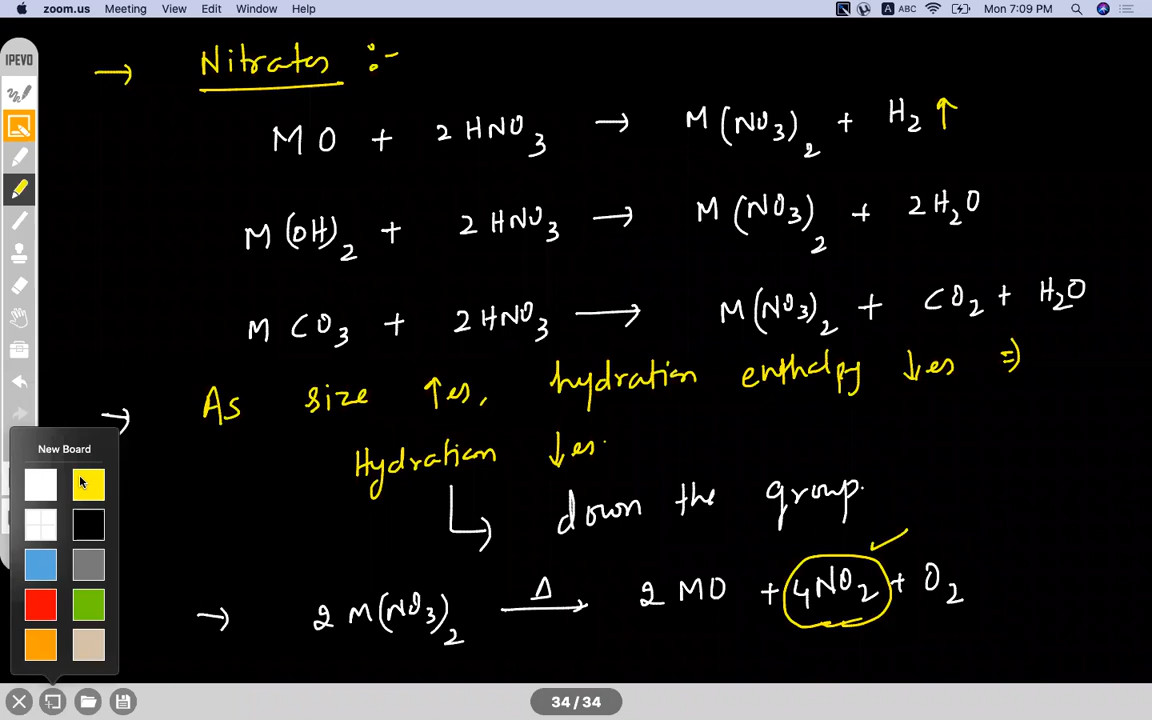 zoom.us Meeting View Edit Window Help A ABC Mon 7:09 PM
IPEVO
→ Nitrates :-
MO + 2HNO3 → M(NO3)2 + H2 ↑
M(OH)2 + 2HNO3 → M(NO3)2 + 2H2O
MCO3 + 2HNO3 → M(NO3)2 + CO2 + H2O
→ As size ↑es, hydration enthalpy ↓es ⇒
Hydration ↓es.
↳ down the group.
→ 2M(NO3)2 Δ→ 2MO + 4NO2 + O2
New Board
34 / 34